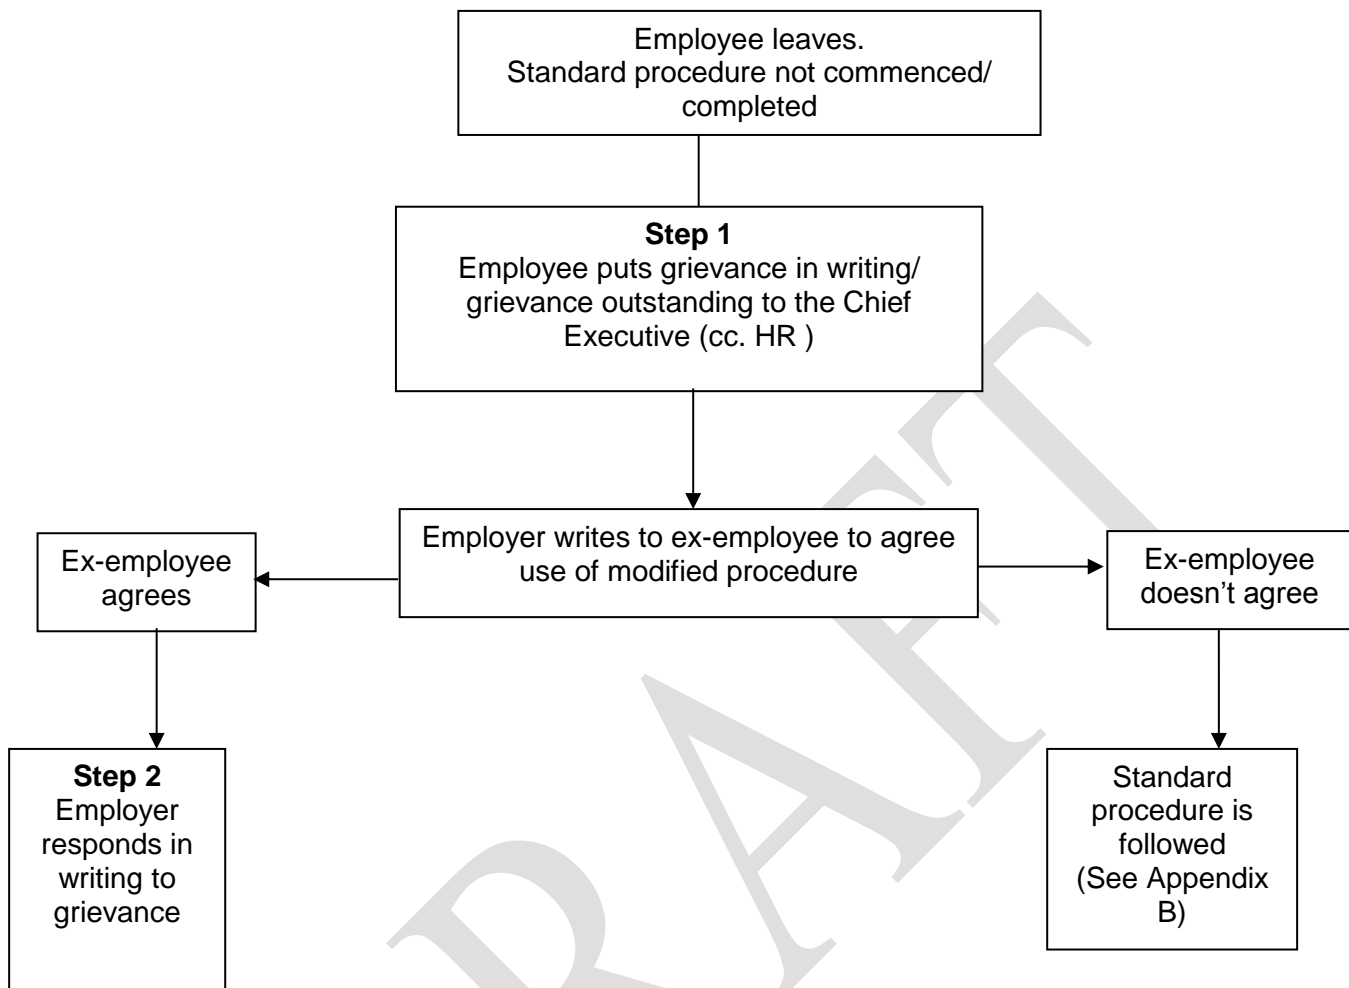 Employee leaves.
Standard procedure not commenced/
completed
Step 1
Employee puts grievance in writing/
grievance outstanding to the Chief
Executive (cc. HR )
Employer writes to ex-employee to agree
use of modified procedure
Ex-employee
agrees
Ex-employee
doesn't agree
Step 2
Employer
responds in
writing to
grievance
Standard
procedure is
followed
(See Appendix
B)
RAFT